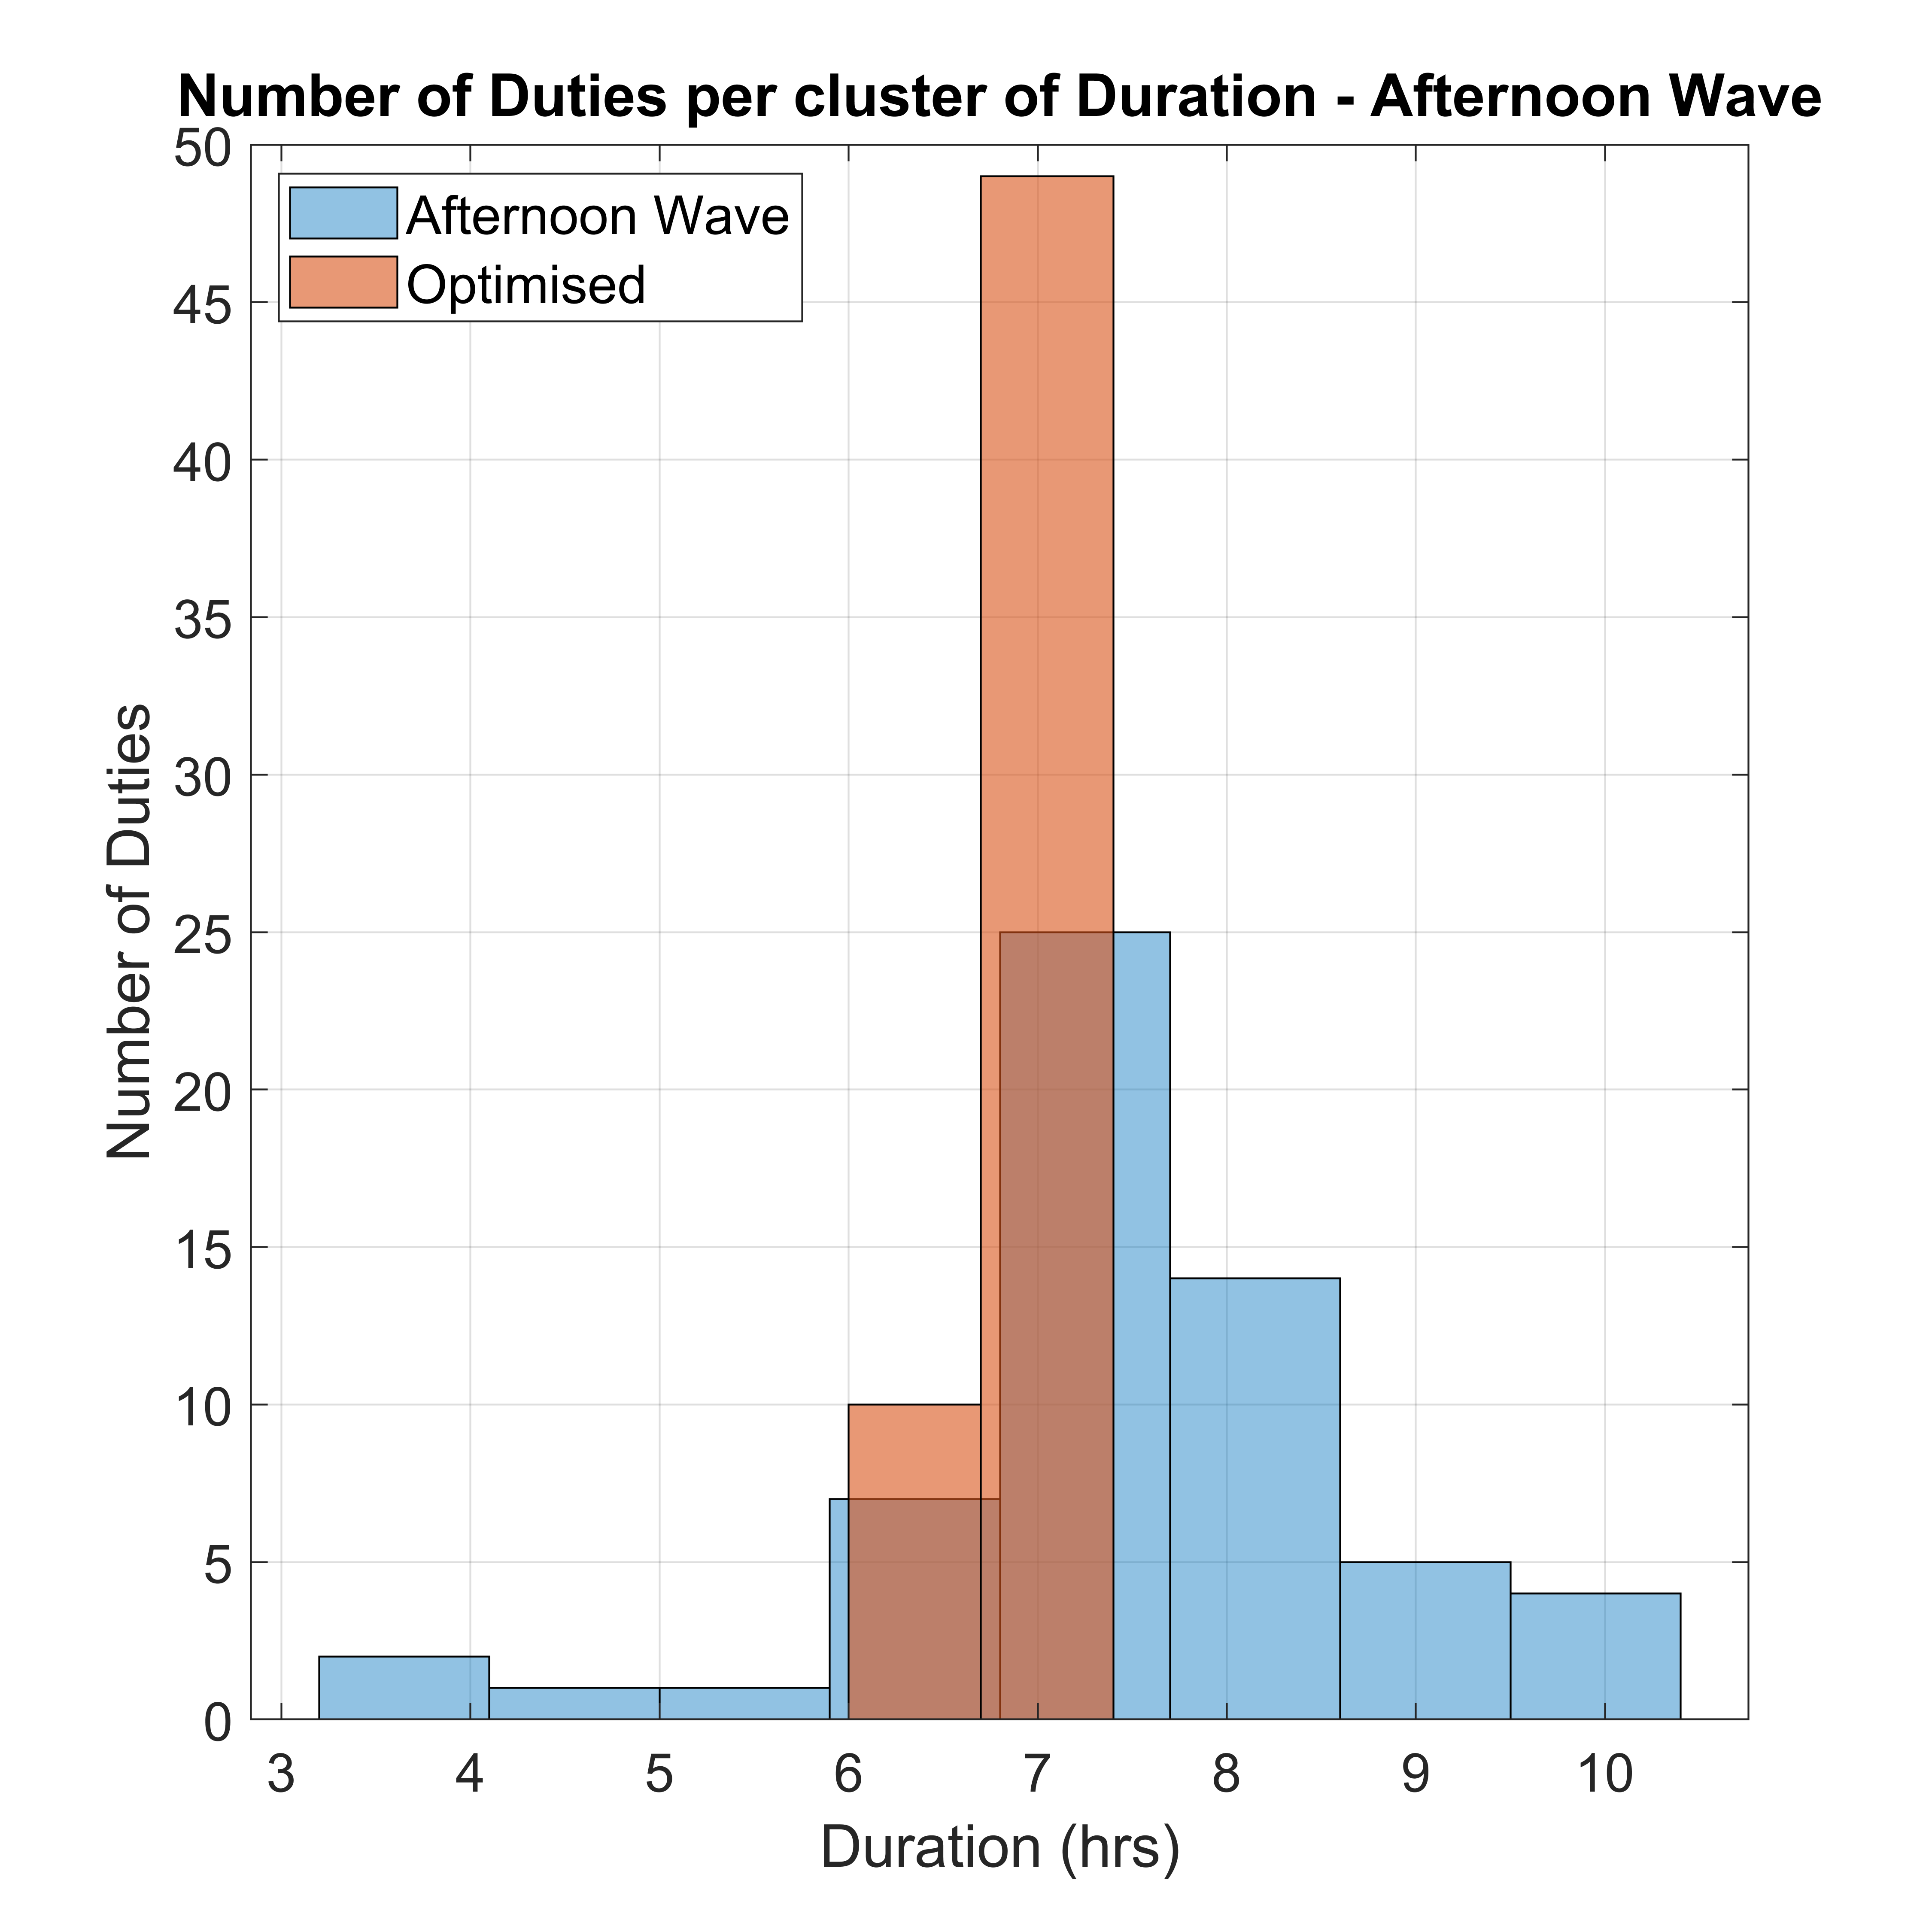 Number of Duties per cluster of Duration - Afternoon Wave
Afternoon Wave
Optimised
50
45
40
35
30
25
20
15
10
5
0
Number of Duties
3 4 5 6 7 8 9 10
Duration (hrs)